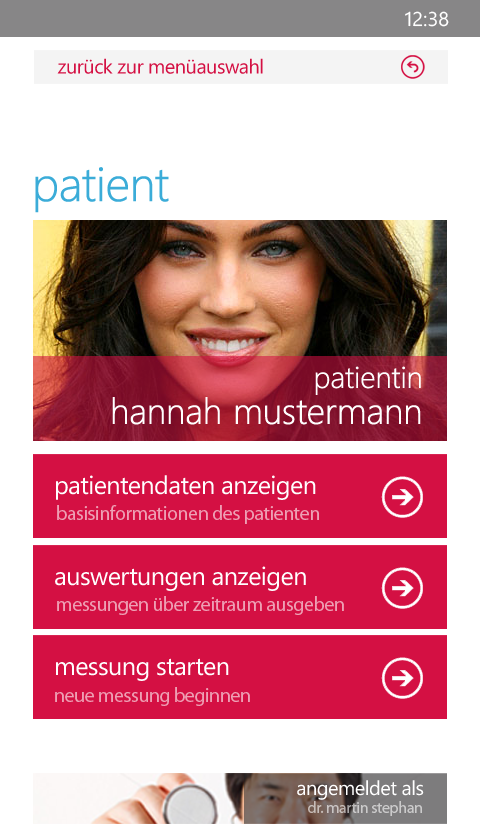 12:38
zurück zur menüauswahl
patient
patientin
hannah mustermann
patientendaten anzeigen
basisinformationen des patienten
auswertungen anzeigen
messungen über zeitraum ausgeben
messung starten
neue messung beginnen
angemeldet als
dr. martin stephan